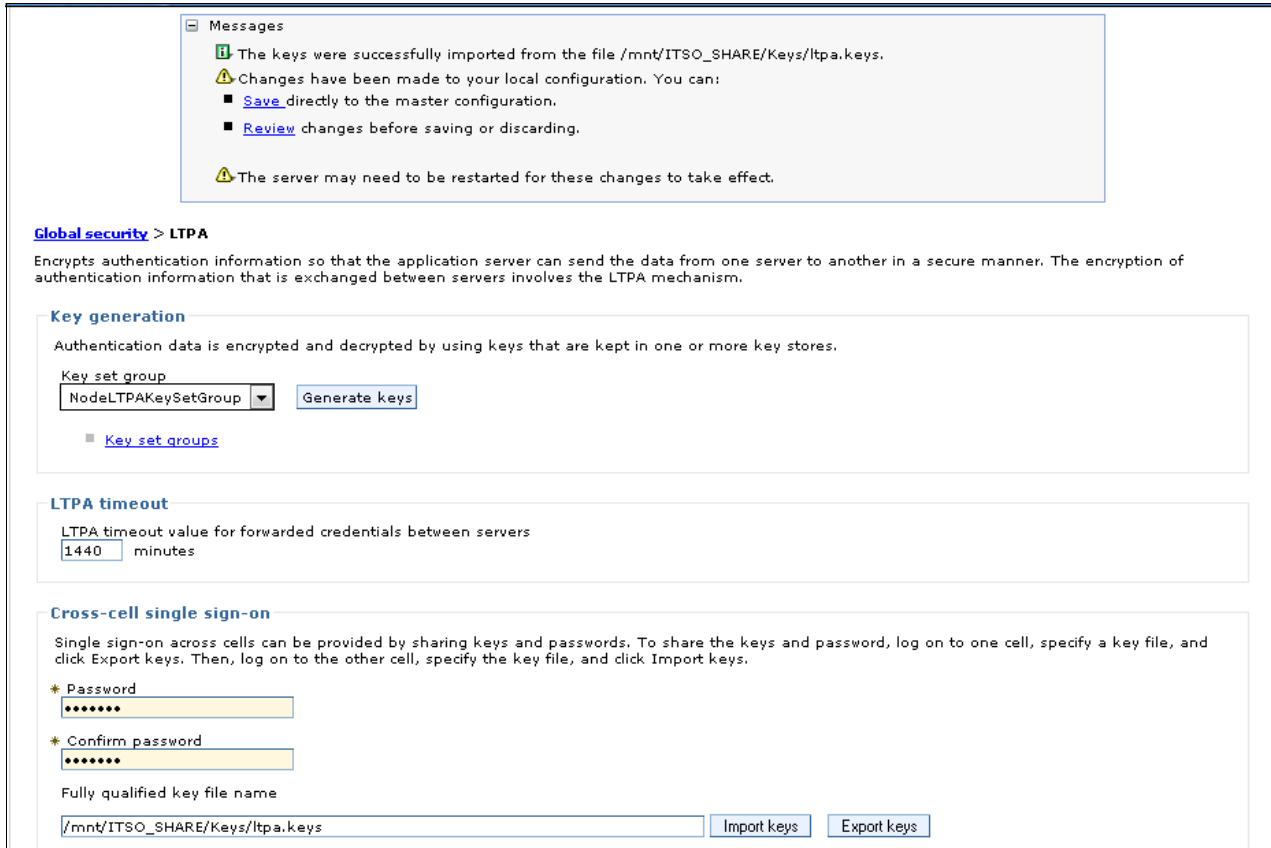 Messages
The keys were successfully imported from the file /mnt/ITSO_SHARE/Keys/ltpa.keys.
Changes have been made to your local configuration. You can:
Save directly to the master configuration.
Review changes before saving or discarding.
The server may need to be restarted for these changes to take effect.
Global security > LTPA
Encrypts authentication information so that the application server can send the data from one server to another in a secure manner. The encryption of
authentication information that is exchanged between servers involves the LTPA mechanism.
Key generation
Authentication data is encrypted and decrypted by using keys that are kept in one or more key stores.
Key set group
NodeLTPAKeySetGroup Generate keys
Key set groups
LTPA timeout
LTPA timeout value for forwarded credentials between servers
1440 minutes
Cross-cell single sign-on
Single sign-on across cells can be provided by sharing keys and passwords. To share the keys and password, log on to one cell, specify a key file, and
click Export keys. Then, log on to the other cell, specify the key file, and click Import keys.
* Password
•••••••
* Confirm password
•••••••
Fully qualified key file name
/mnt/ITSO_SHARE/Keys/ltpa.keys Import keys Export keys